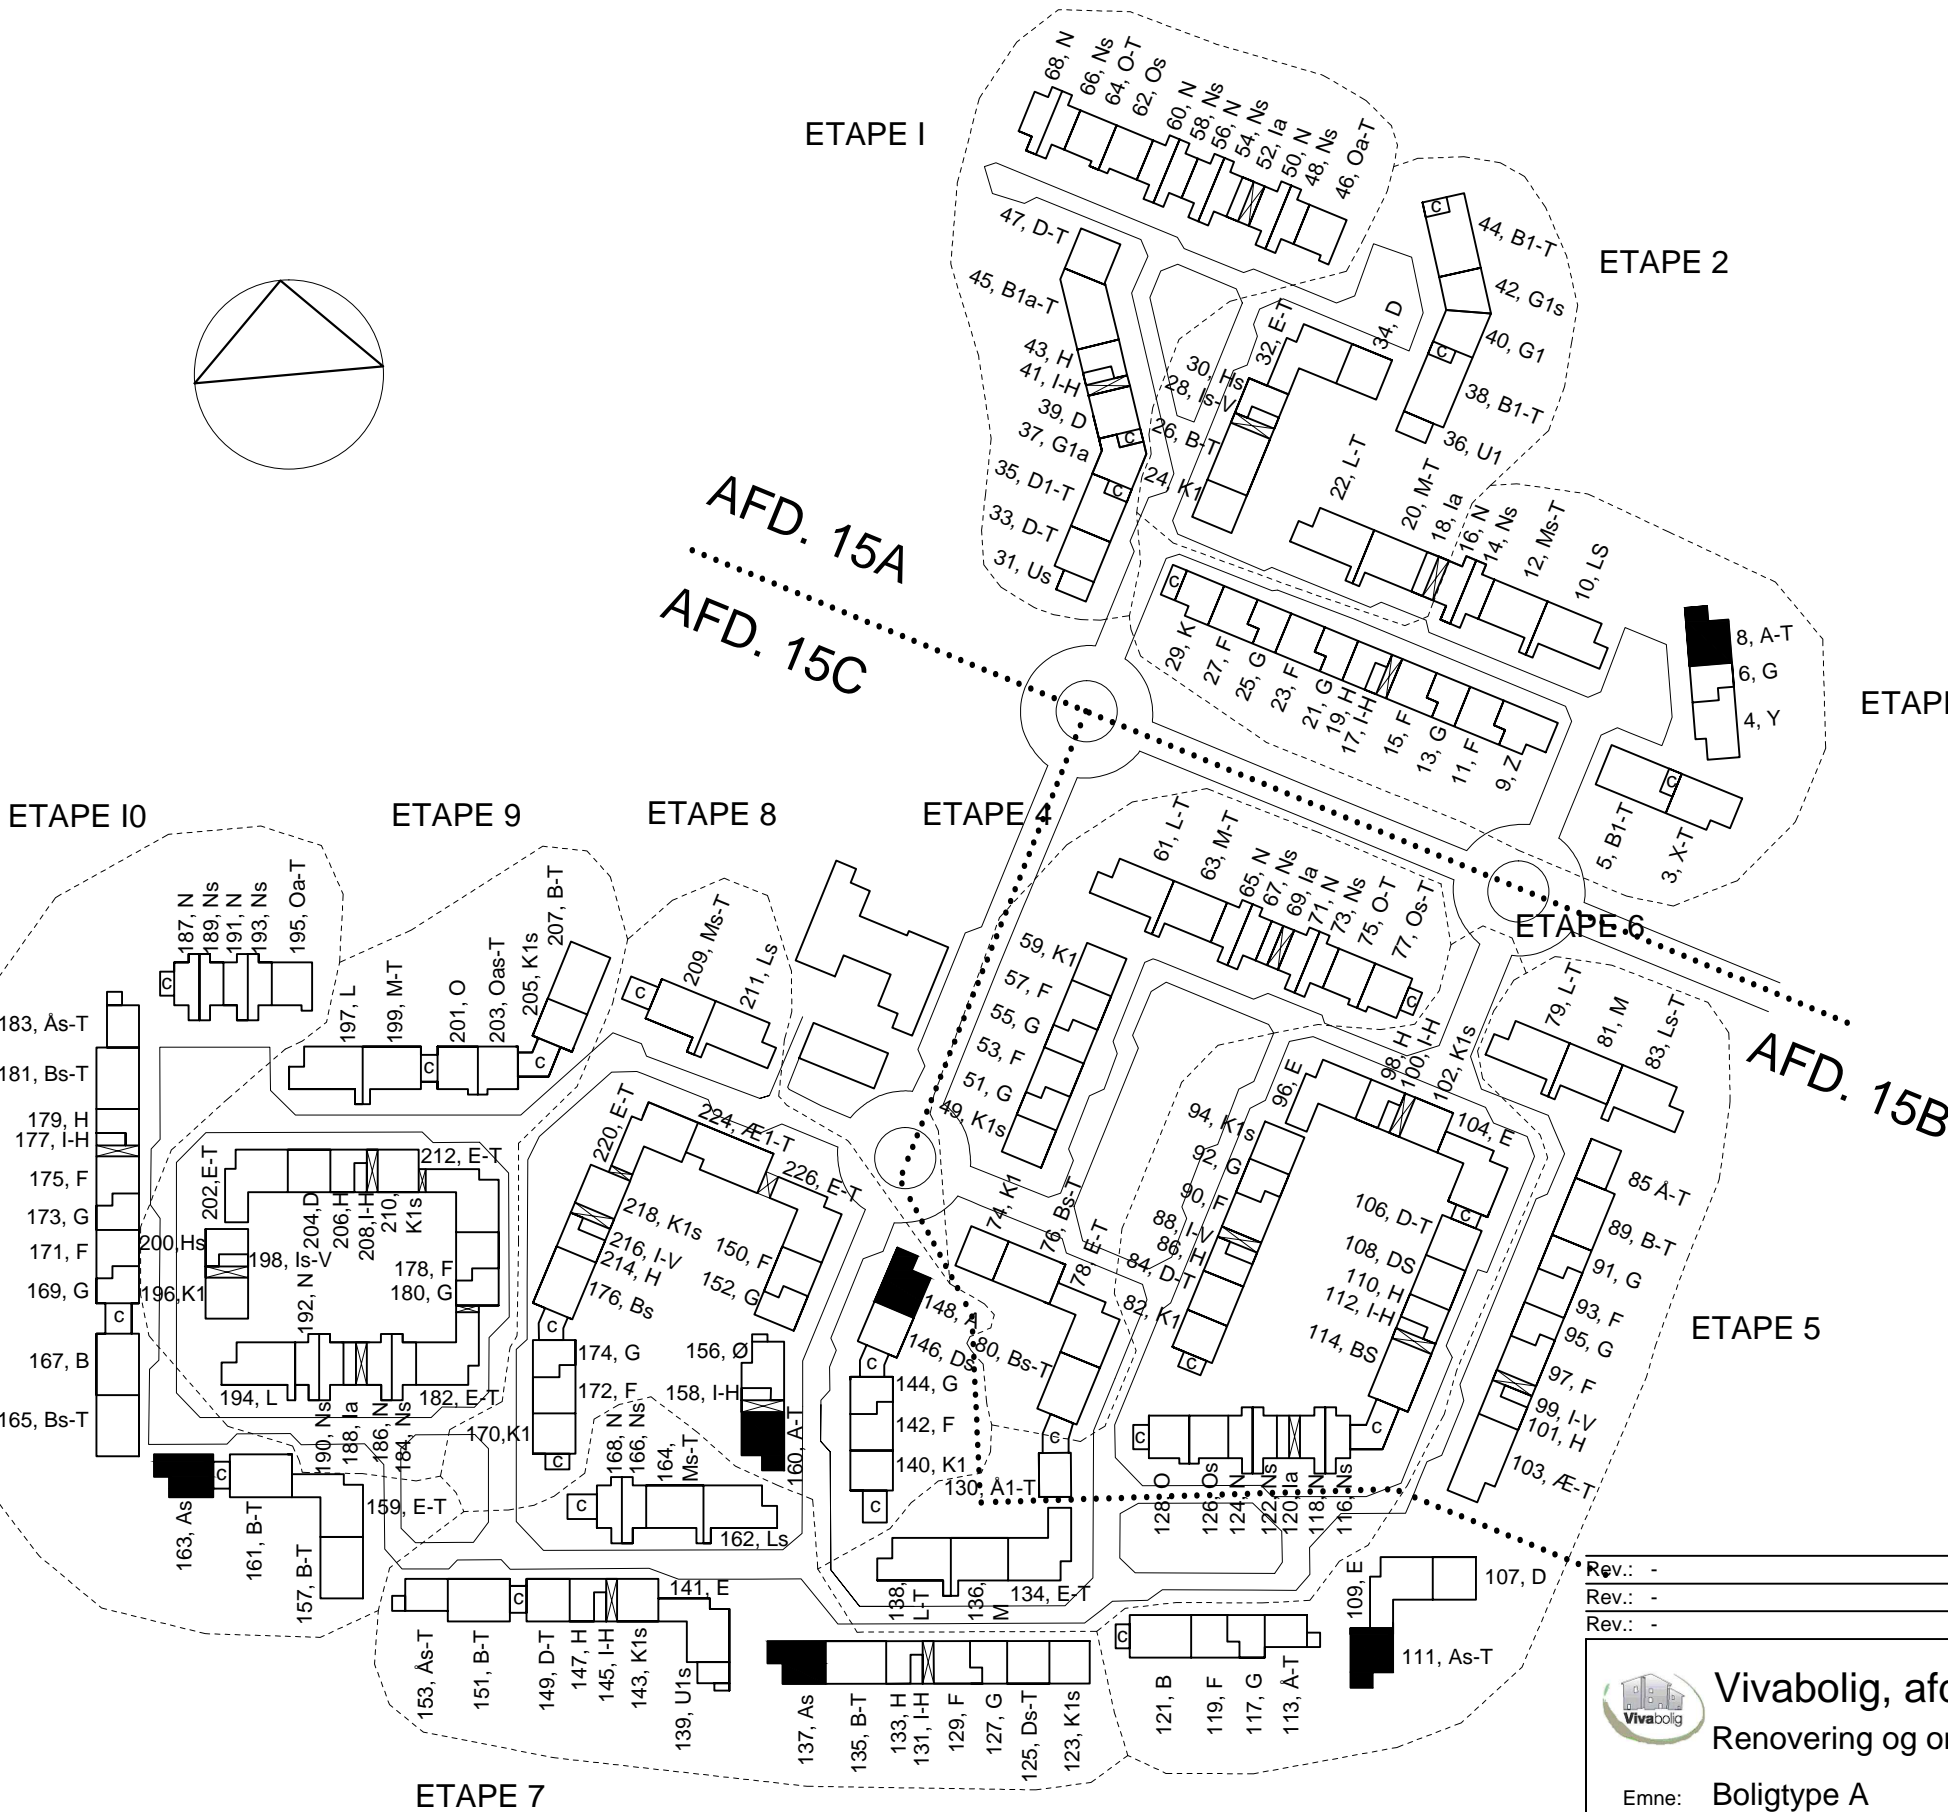 ETAPE I
68, N
66, Ns
64, O-T
62, Os
60, N
58, Ns
56, N
54, Ns
52, Ia
50, N
48, Ns
46, Oa-T
47, D-T
45, B1a-T
43, H
41, I-H
39, D
37, G1a
35, D1-T
33, D-T
31, Us
C
C
ETAPE 2
C
44, B1-T
42, G1s
40, G1
C
38, B1-T
36, U1
34, D
32, E-T
30, Hs
28, Is-V
26, B-T
24, K1
22, L-T
20, M-T
18, Ia
16, N
14, Ns
12, Ms-T
10, LS
8, A-T
6, G
4, Y
ETAPE
C
29, K
27, F
25, G
23, F
21, G
19, H
17, I-H
15, F
13, G
11, F
9, Z
C
5, B1-T
3, X-T
AFD. 15A
AFD. 15C
AFD. 15B
ETAPE I0
ETAPE 9
ETAPE 8
ETAPE 4
ETAPE 6
187, N
189, Ns
191, N
193, Ns
195, Oa-T
C
183, Ås-T
181, Bs-T
179, H
177, I-H
175, F
173, G
171, F
169, G
C
167, B
165, Bs-T
163, As
C
161, B-T
157, B-T
159, E-T
197, L
199, M-T
C
201, O
203, Oas-T
205, K1s
207, B-T
C
202,E-T
204,D
206,H
208,I-H
210,
K1s
212, E-T
200,Hs
198, Is-V
196,K1
192, N
178, F
180, G
194, L
190, Ns
188, Ia
186, N
184, Ns
182, E-T
C
209, Ms-T
211, Ls
220, E-T
224, Æ1-T
226, E-T
218, K1s
216, I-V
214, H
176, Bs
150, F
152, G
C
174, G
172, F
170,K1
C
156, Ø
158, I-H
160, A-T
168, N
166, Ns
164,
Ms-T
C
162, Ls
61, L-T
63, M-T
65, N
67, Ns
69, Ia
71, N
73, Ns
75, O-T
77, Os-T
C
59, K1
57, F
55, G
53, F
51, G
49, K1s
74, K1
76, Bs-T
78, E-T
80, Bs-T
C
130, Å1-T
148, A
146, Ds
C
144, G
142, F
140, K1
C
138,
L-T
136,
M
134, E-T
96, E
98, H
100, I-H
102, K1s
104, E
94, K1s
92, G
90, F
88, I-V
86, H
84, D-T
82, K1
C
C
106, D-T
108, DS
110, H
112, I-H
114, BS
C
C
128, O
126, Os
124, N
122, Ns
120, Ia
118, N
116, Ns
79, L-T
81, M
83, Ls-T
85 Å-T
89, B-T
91, G
93, F
95, G
97, F
99, I-V
101, H
103, Æ-T
ETAPE 5
109, E
107, D
111, As-T
C
121, B
119, F
117, G
113, Å-T
137, As
135, B-T
133, H
131, I-H
129, F
127, G
125, Ds-T
123, K1s
C
153, Ås-T
151, B-T
149, D-T
147, H
145, I-H
143, K1s
141, E
139, U1s
ETAPE 7
Rev.: -
Rev.: -
Rev.: -
Vivabolig
Vivabolig, afd
Renovering og o
Emne: Boligtype A